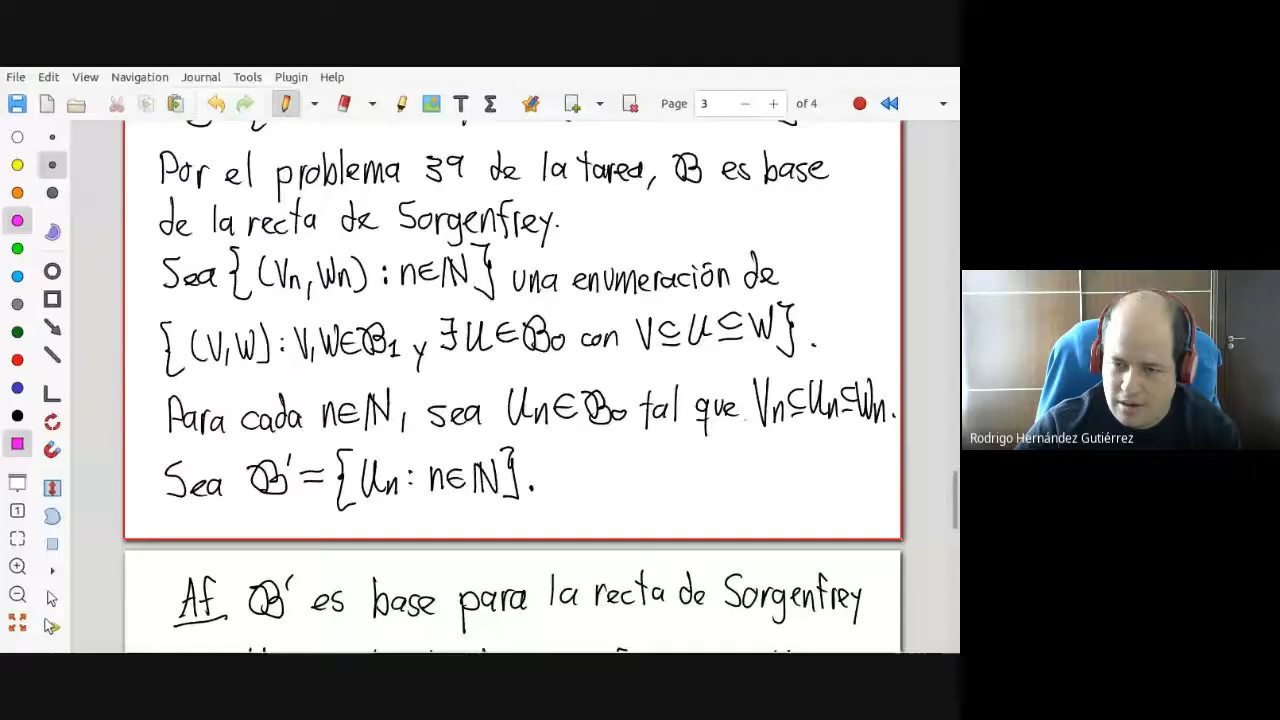 File Edit View Navigation Journal Tools Plugin Help
Page 3 of 4
Por el problema 39 de la tarea, B es base
de la recta de Sorgenfrey.
Sea {(Vn, Wn) : n∈ℕ} una enumeración de
{(V, W) : V, W∈B1 y ∃U∈B0 con V⊆U⊆W}.
Para cada n∈ℕ, sea Un∈B0 tal que Vn⊆Un⊆Wn.
Sea B' = {Un : n∈ℕ}.
Af. B' es base para la recta de Sorgenfrey
Rodrigo Hernández Gutiérrez